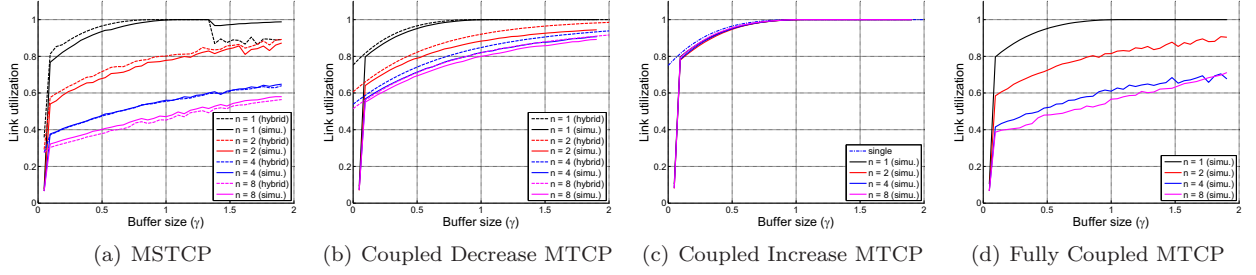 Link utilization
1
0.8
0.6
0.4
0.2
0
0 0.5 1 1.5 2
Buffer size (γ)
n = 1 (hybrid)
n = 1 (simu.)
n = 2 (hybrid)
n = 2 (simu.)
n = 4 (hybrid)
n = 4 (simu.)
n = 8 (hybrid)
n = 8 (simu.)
(a) MSTCP
Link utilization
1
0.8
0.6
0.4
0.2
0
0 0.5 1 1.5 2
Buffer size (γ)
n = 1 (hybrid)
n = 1 (simu.)
n = 2 (hybrid)
n = 2 (simu.)
n = 4 (hybrid)
n = 4 (simu.)
n = 8 (hybrid)
n = 8 (simu.)
(b) Coupled Decrease MTCP
Link utilization
1
0.8
0.6
0.4
0.2
0
0 0.5 1 1.5 2
Buffer size (γ)
single
n = 1 (simu.)
n = 2 (simu.)
n = 4 (simu.)
n = 8 (simu.)
(c) Coupled Increase MTCP
Link utilization
1
0.8
0.6
0.4
0.2
0
0 0.5 1 1.5 2
Buffer size (γ)
n = 1 (simu.)
n = 2 (simu.)
n = 4 (simu.)
n = 8 (simu.)
(d) Fully Coupled MTCP